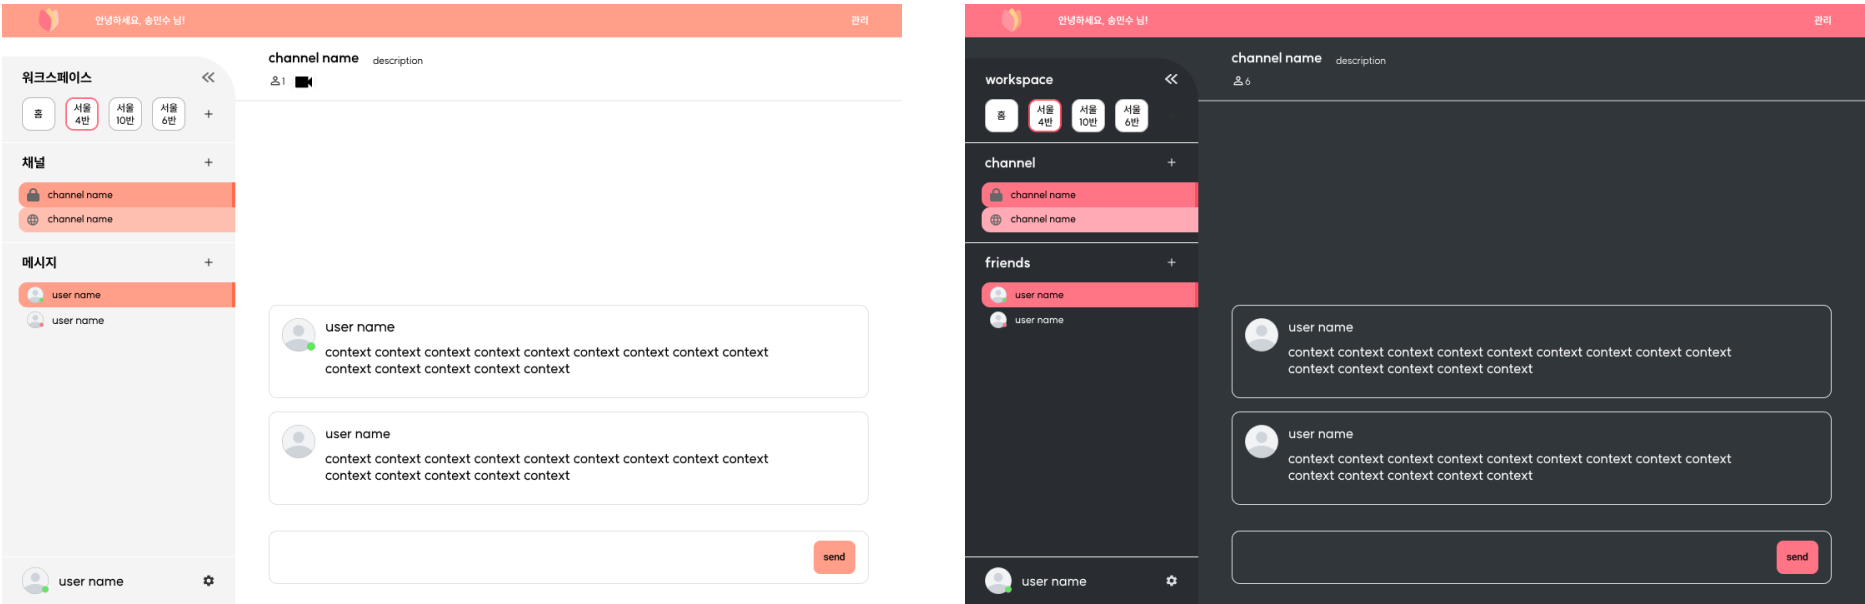 안녕하세요, 송민수 님!
관리
워크스페이스
홈
서울
4반
서울
10반
서울
6반
채널
channel name
channel name
메시지
user name
user name
user name
channel name
description
1
user name
context context context context context context context context context
context context context context context
user name
context context context context context context context context context
context context context context context
send
안녕하세요, 송민수 님!
관리
workspace
홈
서울
4반
서울
10반
서울
6반
channel
channel name
channel name
friends
user name
user name
user name
channel name
description
6
user name
context context context context context context context context context
context context context context context
user name
context context context context context context context context context
context context context context context
send